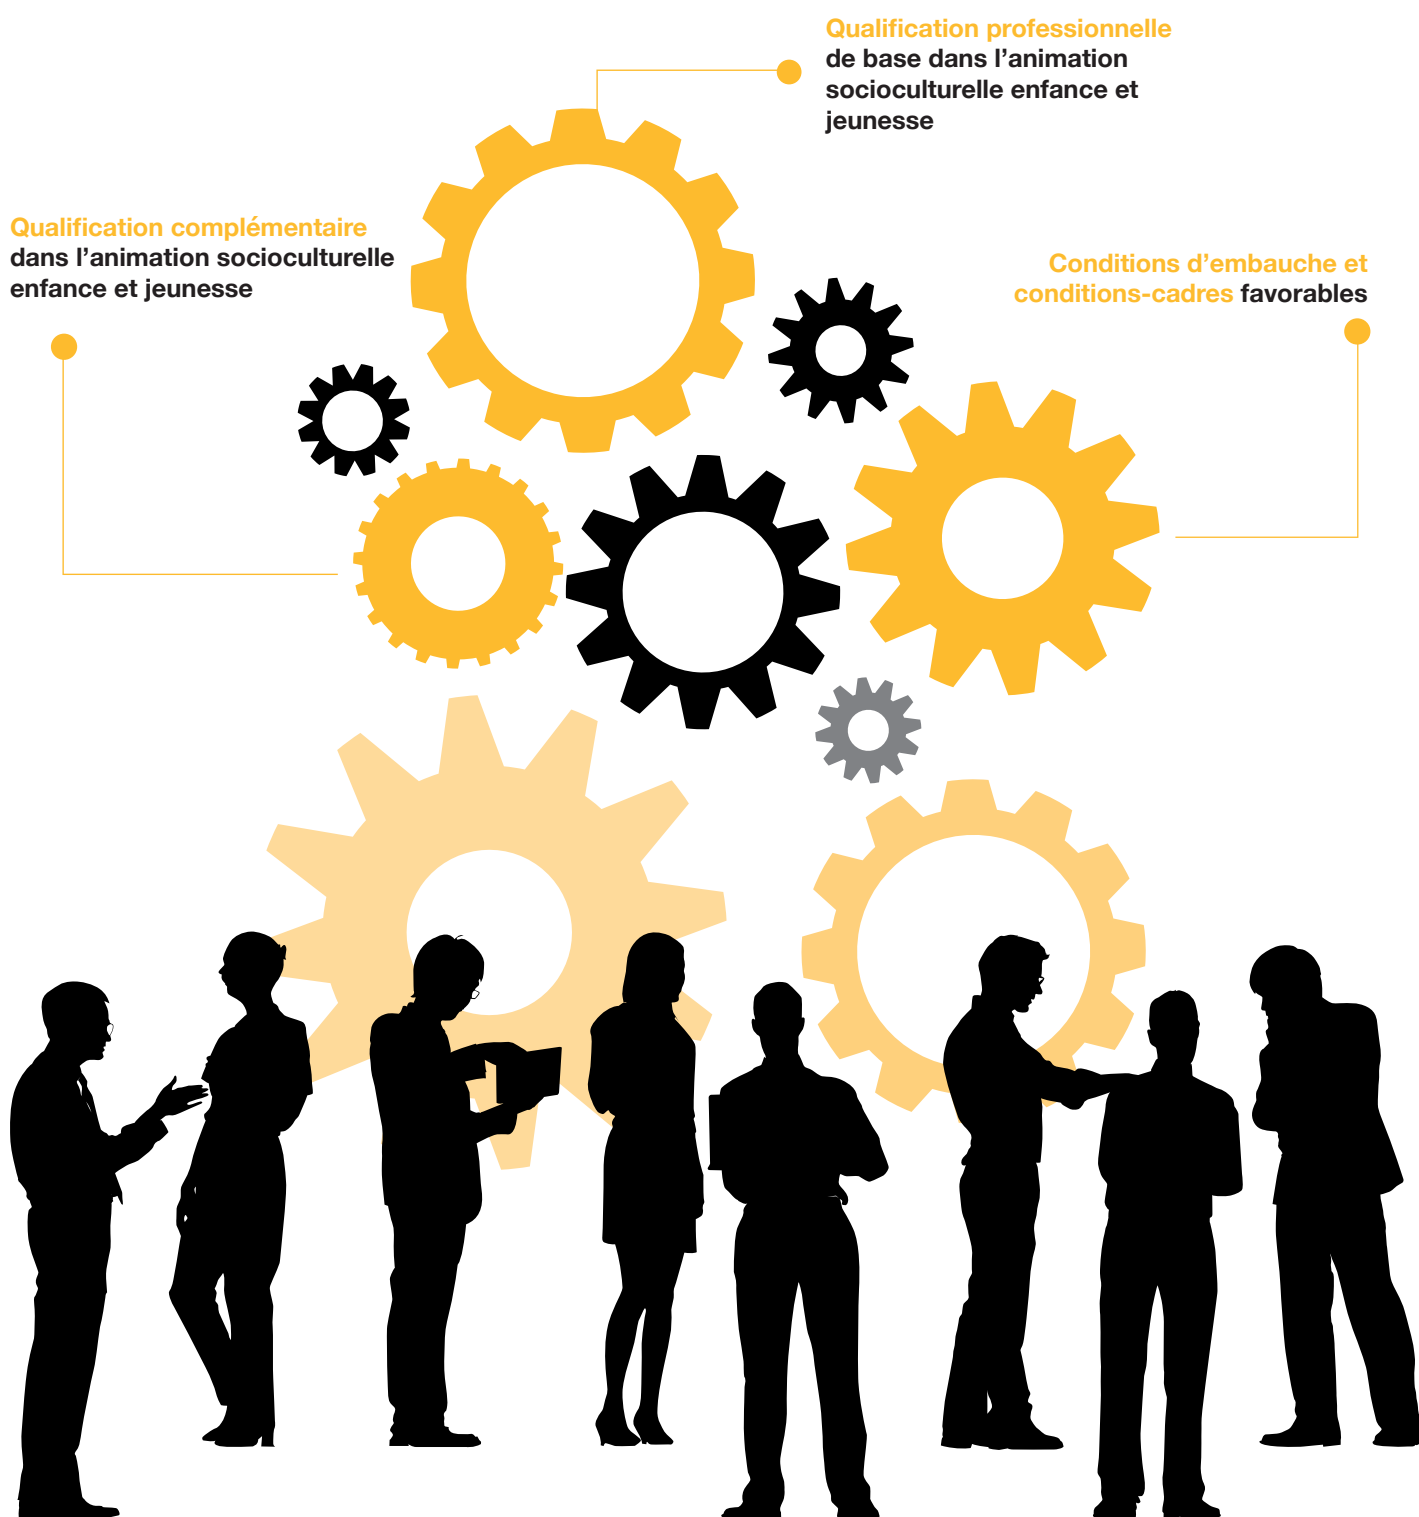 Qualification professionnelle
de base dans l’animation
socioculturelle enfance et
jeunesse
Qualification complémentaire
dans l’animation socioculturelle
enfance et jeunesse
Conditions d’embauche et
conditions-cadres favorables